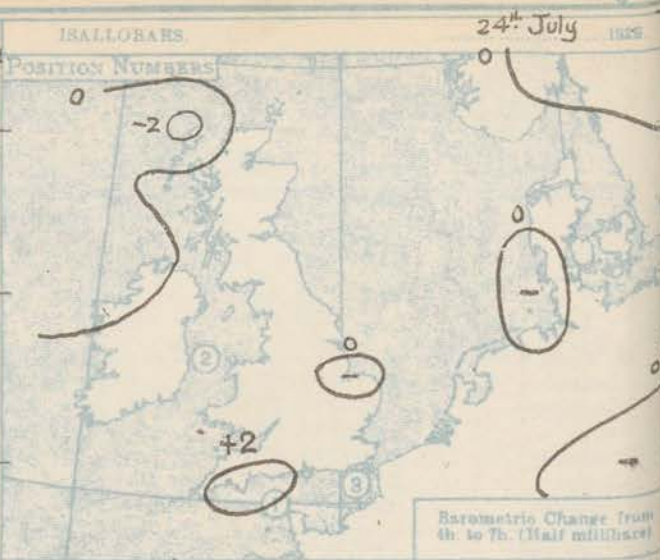 24th July
ISALLOBARS. 1926
POSITION NUMBERS
0
0
-2
0
-
2
0
-
0
+2
3
-
Barometric Change from
4h. to 7h. (Half millibars)